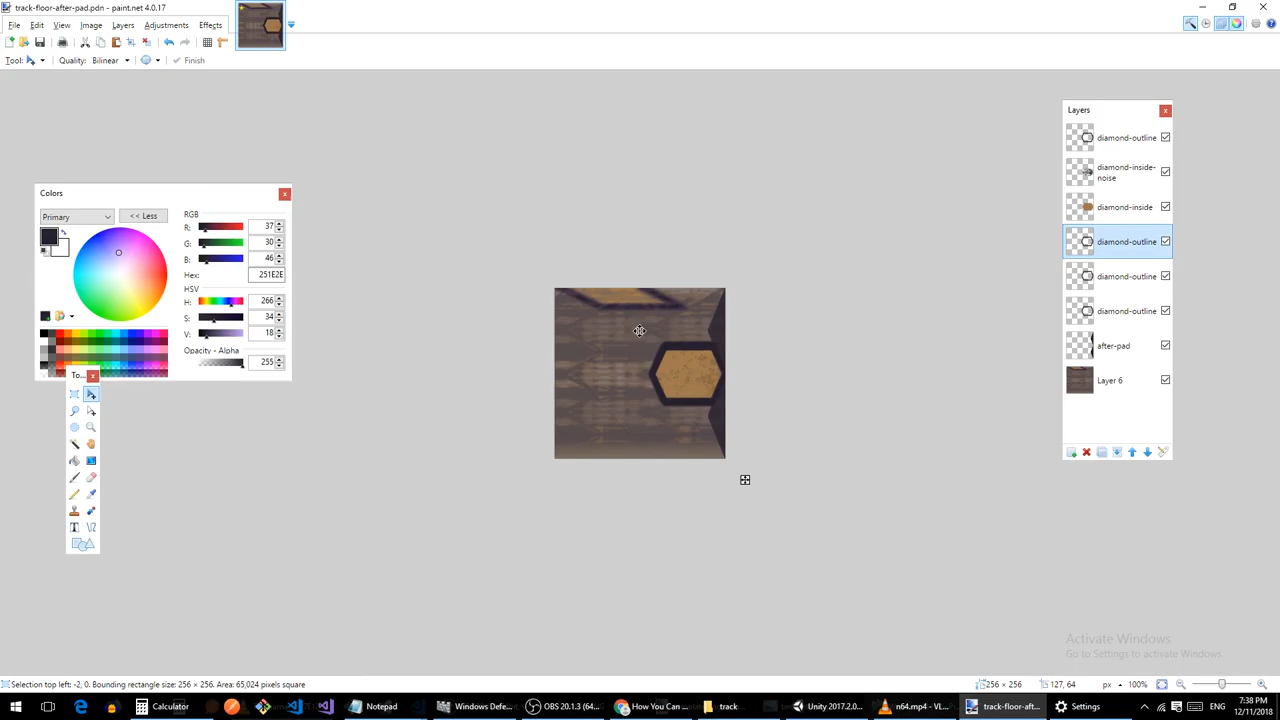 track-floor-after-pad.pdn - paint.net 4.0.17
File Edit View Image Layers Adjustments Effects
Tool: Quality: Bilinear Finish
Layers
diamond-outline
diamond-inside-
noise
diamond-inside
diamond-outline
diamond-outline
diamond-outline
after-pad
Layer 6
Colors
Primary
<< Less
RGB
R: 37
G: 30
B: 46
Hex: 251E2E
HSV
H: 266
S: 34
V: 18
Opacity - Alpha
255
To...
Activate Windows
Go to Settings to activate Windows.
Selection top left: -2, 0. Bounding rectangle size: 256 × 256. Area: 65,024 pixels square
256 × 256 127, 64 px 100%
Calculator Notepad Windows Defe... OBS 20.1.3 (64... How You Can ... track Unity 2017.2.0... n64.mp4 - VL... track-floor-aft... Settings
7:38 PM
12/11/2018